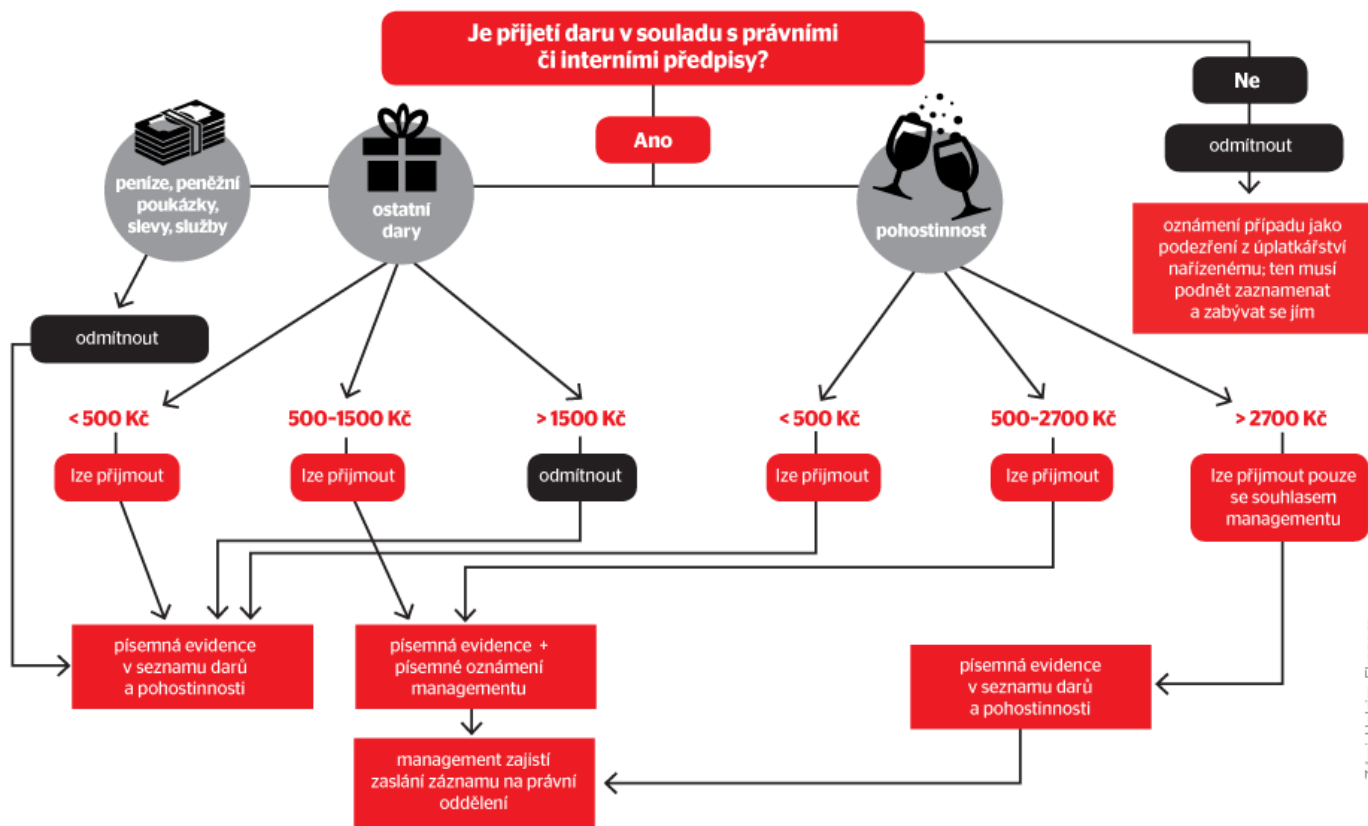 Je přijetí daru v souladu s právními
či interními předpisy?
Ne
Ano
odmítnout
peníze, peněžní
poukázky,
slevy, služby
ostatní
dary
pohostinnost
oznámení případu jako
podezření z úplatkářství
nařízenému; ten musí
podnět zaznamenat
a zabývat se jím
odmítnout
< 500 Kč
500–1500 Kč
> 1500 Kč
< 500 Kč
500–2700 Kč
> 2700 Kč
lze přijmout
lze přijmout
odmítnout
lze přijmout
lze přijmout
lze přijmout pouze
se souhlasem
managementu
písemná evidence
v seznamu darů
a pohostinnosti
písemná evidence +
písemné oznámení
managementu
písemná evidence
v seznamu darů
a pohostinnosti
management zajistí
zaslání záznamu na právní
oddělení